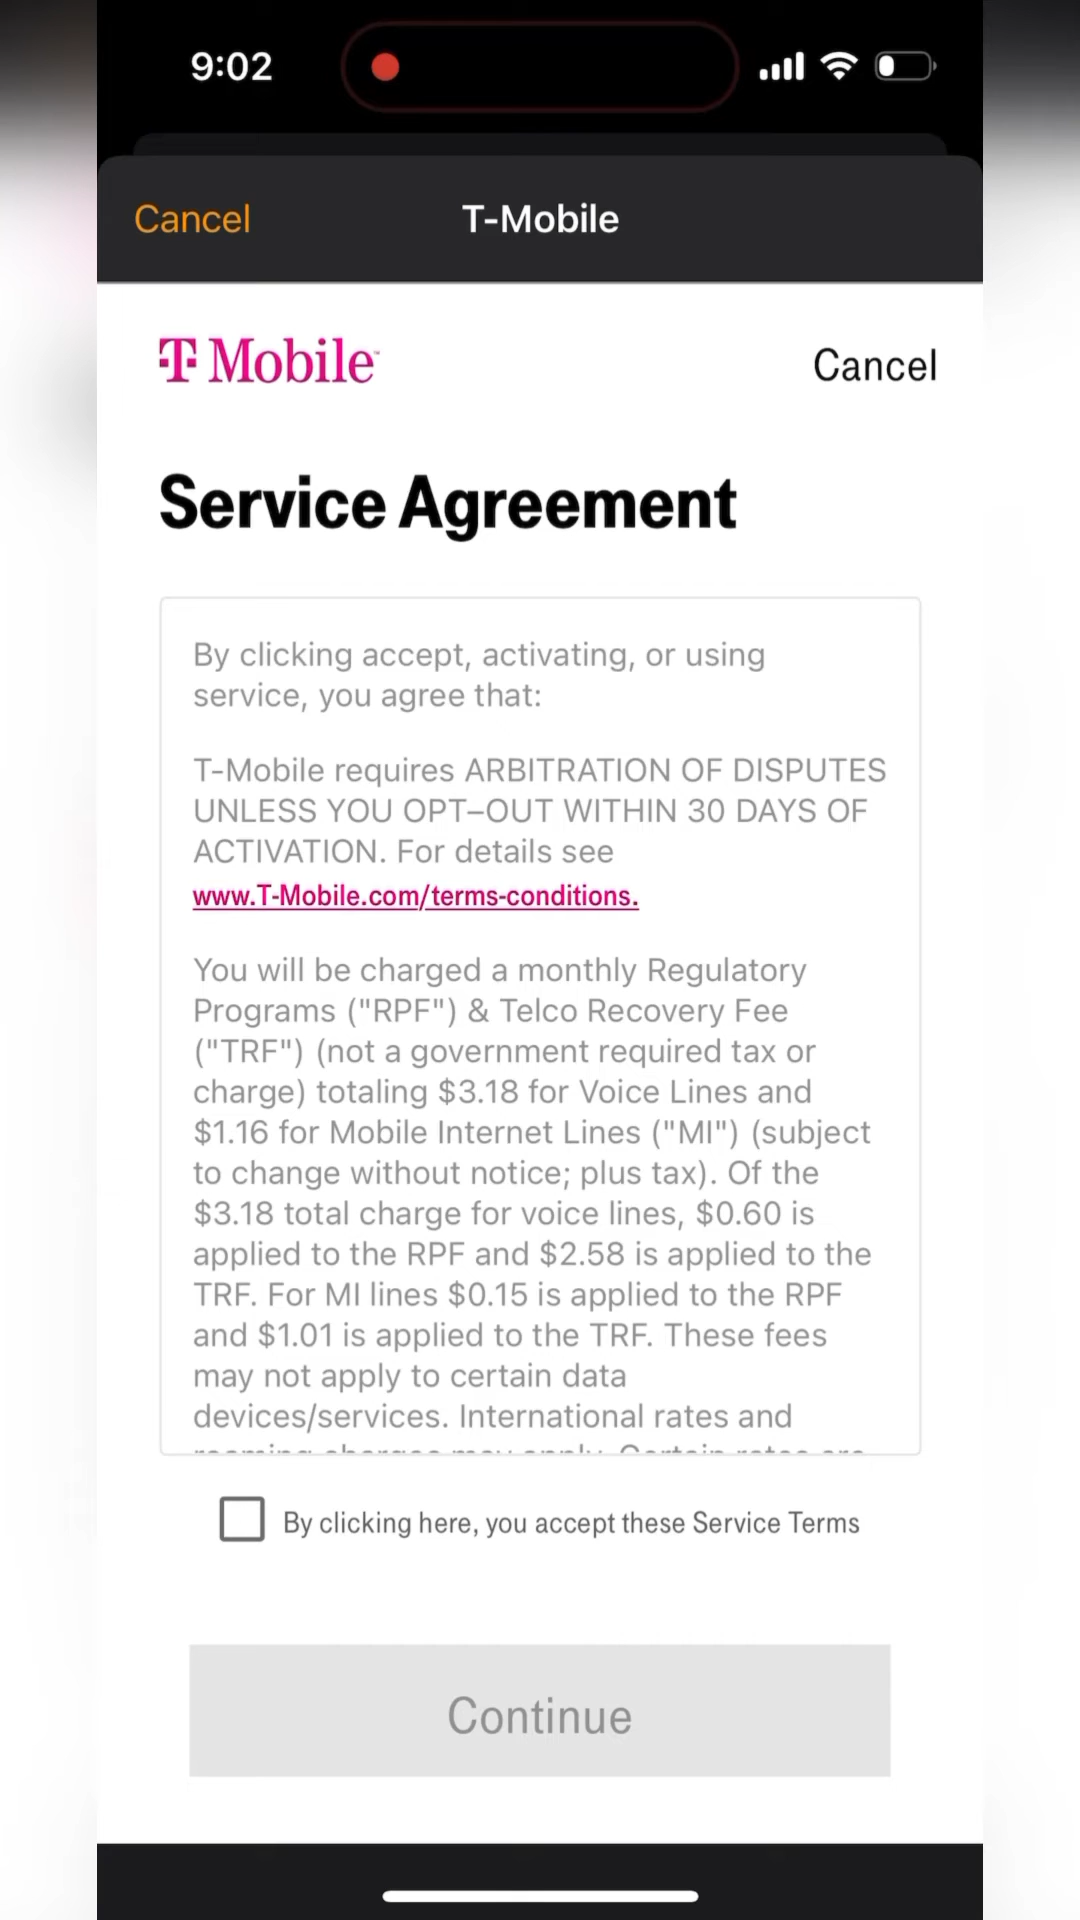 9:02
Cancel
T-Mobile
T Mobile
Cancel
Service Agreement
By clicking accept, activating, or using
service, you agree that:
T-Mobile requires ARBITRATION OF DISPUTES
UNLESS YOU OPT–OUT WITHIN 30 DAYS OF
ACTIVATION. For details see
www.T-Mobile.com/terms-conditions.
You will be charged a monthly Regulatory
Programs ("RPF") & Telco Recovery Fee
("TRF") (not a government required tax or
charge) totaling $3.18 for Voice Lines and
$1.16 for Mobile Internet Lines ("MI") (subject
to change without notice; plus tax). Of the
$3.18 total charge for voice lines, $0.60 is
applied to the RPF and $2.58 is applied to the
TRF. For MI lines $0.15 is applied to the RPF
and $1.01 is applied to the TRF. These fees
may not apply to certain data
devices/services. International rates and
roaming charges may apply. Certain rates are
By clicking here, you accept these Service Terms
Continue